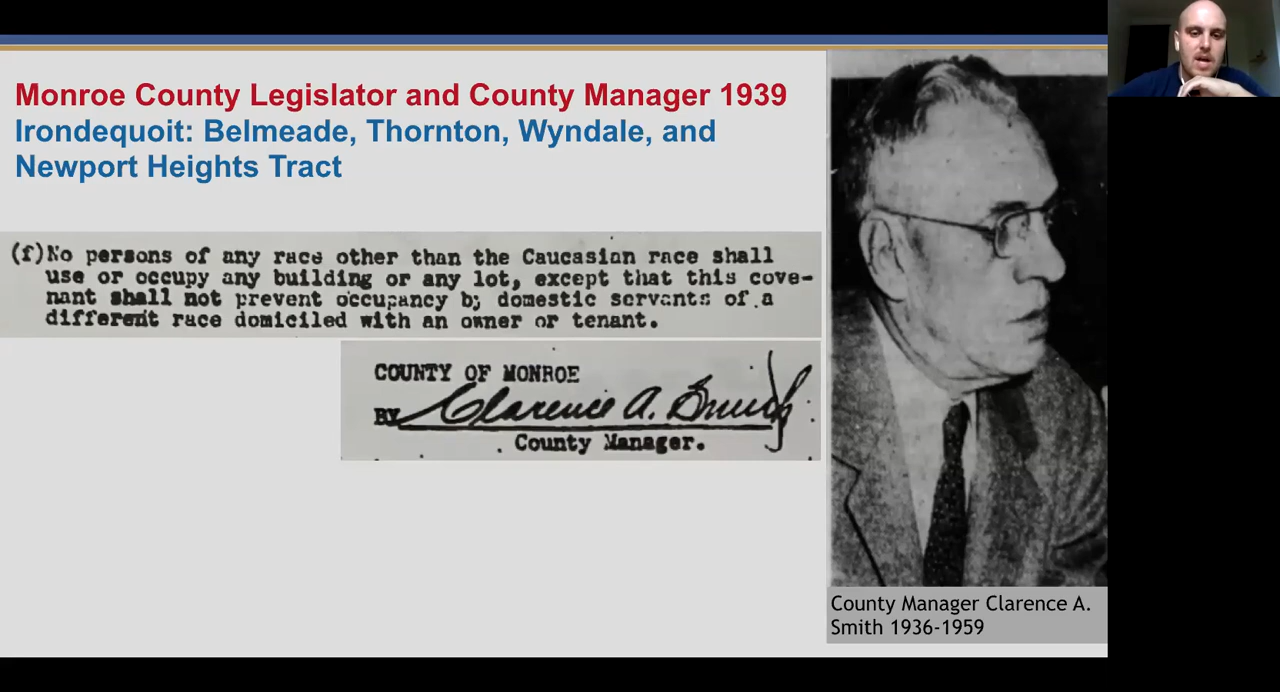 Monroe County Legislator and County Manager 1939
Irondequoit: Belmeade, Thornton, Wyndale, and
Newport Heights Tract
(f)No persons of any race other than the Caucasian race shall
use or occupy any building or any lot, except that this cove-
nant shall not prevent occupancy by domestic servants of a
different race domiciled with an owner or tenant.
COUNTY OF MONROE
BY Clarence A. Smith
County Manager.
County Manager Clarence A.
Smith 1936-1959